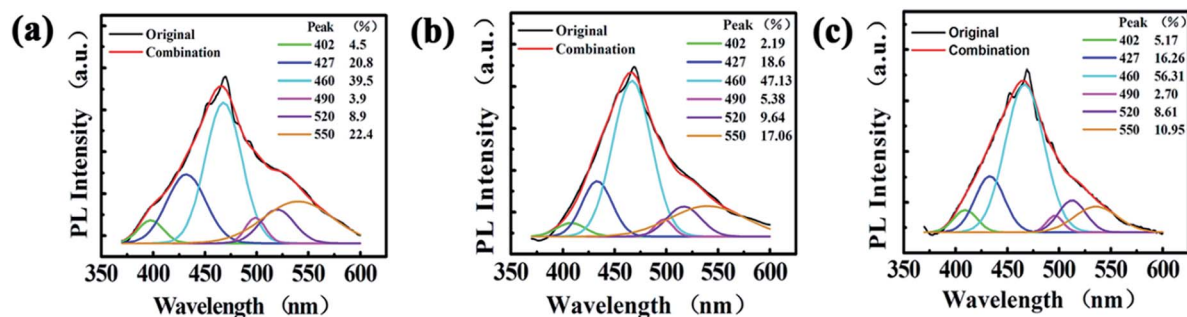 (a)
PL Intensity (a.u.)
Original
Combination
Peak (%)
402 4.5
427 20.8
460 39.5
490 3.9
520 8.9
550 22.4
350 400 450 500 550 600
Wavelength (nm)
(b)
PL Intensity (a.u.)
Original
Combination
Peak (%)
402 2.19
427 18.6
460 47.13
490 5.38
520 9.64
550 17.06
350 400 450 500 550 600
Wavelength (nm)
(c)
PL Intensity (a.u.)
Original
Combination
Peak (%)
402 5.17
427 16.26
460 56.31
490 2.70
520 8.61
550 10.95
350 400 450 500 550 600
Wavelength (nm)